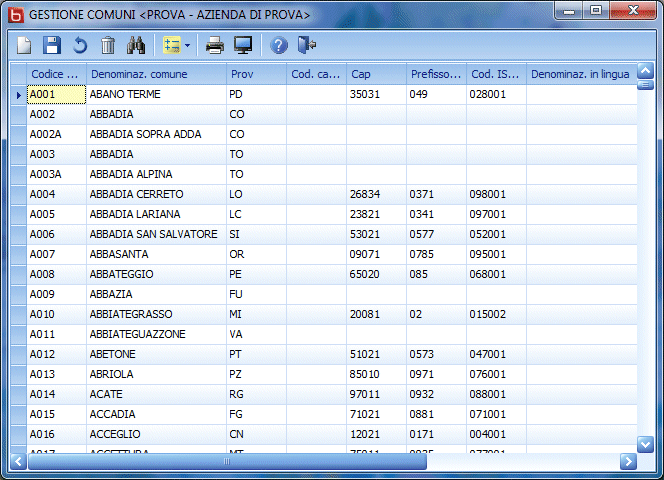 GESTIONE COMUNI <PROVA - AZIENDA DI PROVA>
Codice ... Denominaz. comune Prov Cod. ca... Cap Prefisso... Cod. IS... Denominaz. in lingua
A001 ABANO TERME PD 35031 049 028001
A002 ABBADIA CO
A002A ABBADIA SOPRA ADDA CO
A003 ABBADIA TO
A003A ABBADIA ALPINA TO
A004 ABBADIA CERRETO LO 26834 0371 098001
A005 ABBADIA LARIANA LC 23821 0341 097001
A006 ABBADIA SAN SALVATORE SI 53021 0577 052001
A007 ABBASANTA OR 09071 0785 095001
A008 ABBATEGGIO PE 65020 085 068001
A009 ABBAZIA FU
A010 ABBIATEGRASSO MI 20081 02 015002
A011 ABBIATEGUAZZONE VA
A012 ABETONE PT 51021 0573 047001
A013 ABRIOLA PZ 85010 0971 076001
A014 ACATE RG 97011 0932 088001
A015 ACCADIA FG 71021 0881 071001
A016 ACCEGLIO CN 12021 0171 004001
A017 ACCETTURA MT 75011 0835 077001